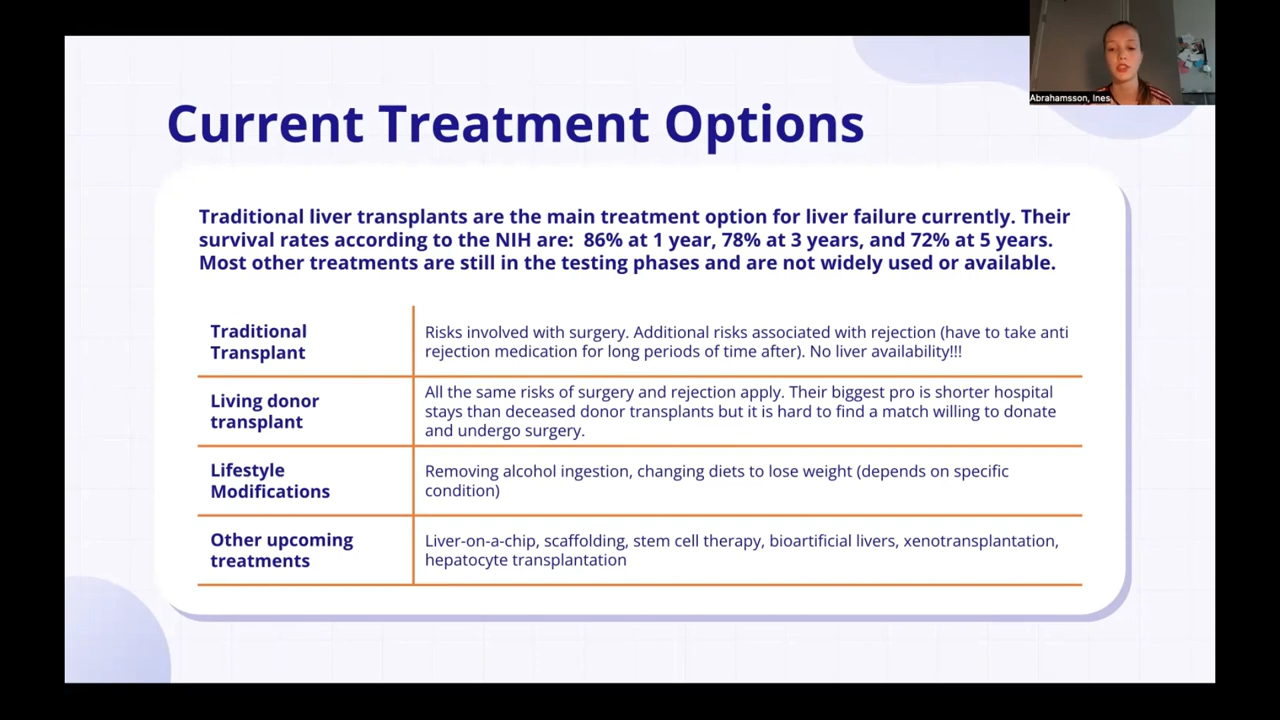 Abrahamsson, Ines
Current Treatment Options
Traditional liver transplants are the main treatment option for liver failure currently. Their
survival rates according to the NIH are:  86% at 1 year, 78% at 3 years, and 72% at 5 years.
Most other treatments are still in the testing phases and are not widely used or available.
Traditional
Transplant
Risks involved with surgery. Additional risks associated with rejection (have to take anti
rejection medication for long periods of time after). No liver availability!!!
Living donor
transplant
All the same risks of surgery and rejection apply. Their biggest pro is shorter hospital
stays than deceased donor transplants but it is hard to find a match willing to donate
and undergo surgery.
Lifestyle
Modifications
Removing alcohol ingestion, changing diets to lose weight (depends on specific
condition)
Other upcoming
treatments
Liver-on-a-chip, scaffolding, stem cell therapy, bioartificial livers, xenotransplantation,
hepatocyte transplantation